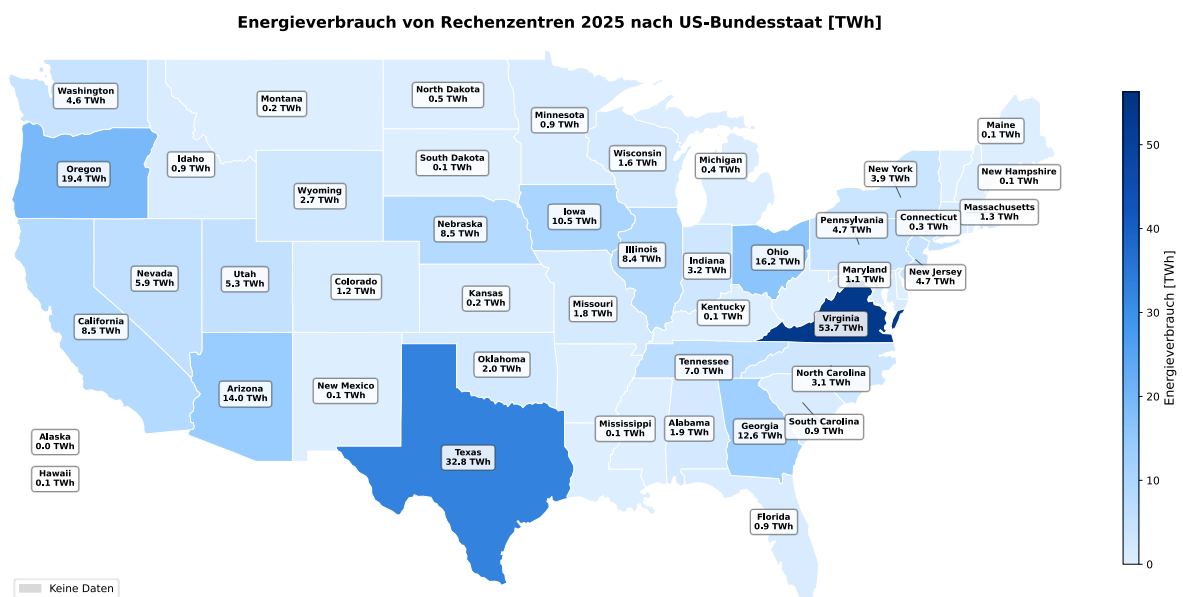 Energieverbrauch von Rechenzentren 2025 nach US-Bundesstaat [TWh]
Washington
4.6 TWh
Montana
0.2 TWh
North Dakota
0.5 TWh
Minnesota
0.9 TWh
Maine
0.1 TWh
Oregon
19.4 TWh
Idaho
0.9 TWh
South Dakota
0.1 TWh
Wisconsin
1.6 TWh
Michigan
0.4 TWh
New York
3.9 TWh
New Hampshire
0.1 TWh
Wyoming
2.7 TWh
Nebraska
8.5 TWh
Iowa
10.5 TWh
Pennsylvania
4.7 TWh
Connecticut
0.3 TWh
Massachusetts
1.3 TWh
Nevada
5.9 TWh
Utah
5.3 TWh
Colorado
1.2 TWh
Illinois
8.4 TWh
Indiana
3.2 TWh
Ohio
16.2 TWh
Maryland
1.1 TWh
New Jersey
4.7 TWh
California
8.5 TWh
Kansas
0.2 TWh
Missouri
1.8 TWh
Kentucky
0.1 TWh
Virginia
53.7 TWh
Arizona
14.0 TWh
New Mexico
0.1 TWh
Oklahoma
2.0 TWh
Tennessee
7.0 TWh
North Carolina
3.1 TWh
Alaska
0.0 TWh
Hawaii
0.1 TWh
Texas
32.8 TWh
Mississippi
0.1 TWh
Alabama
1.9 TWh
Georgia
12.6 TWh
South Carolina
0.9 TWh
Florida
0.9 TWh
Keine Daten
50
40
30
20
10
0
Energieverbrauch [TWh]